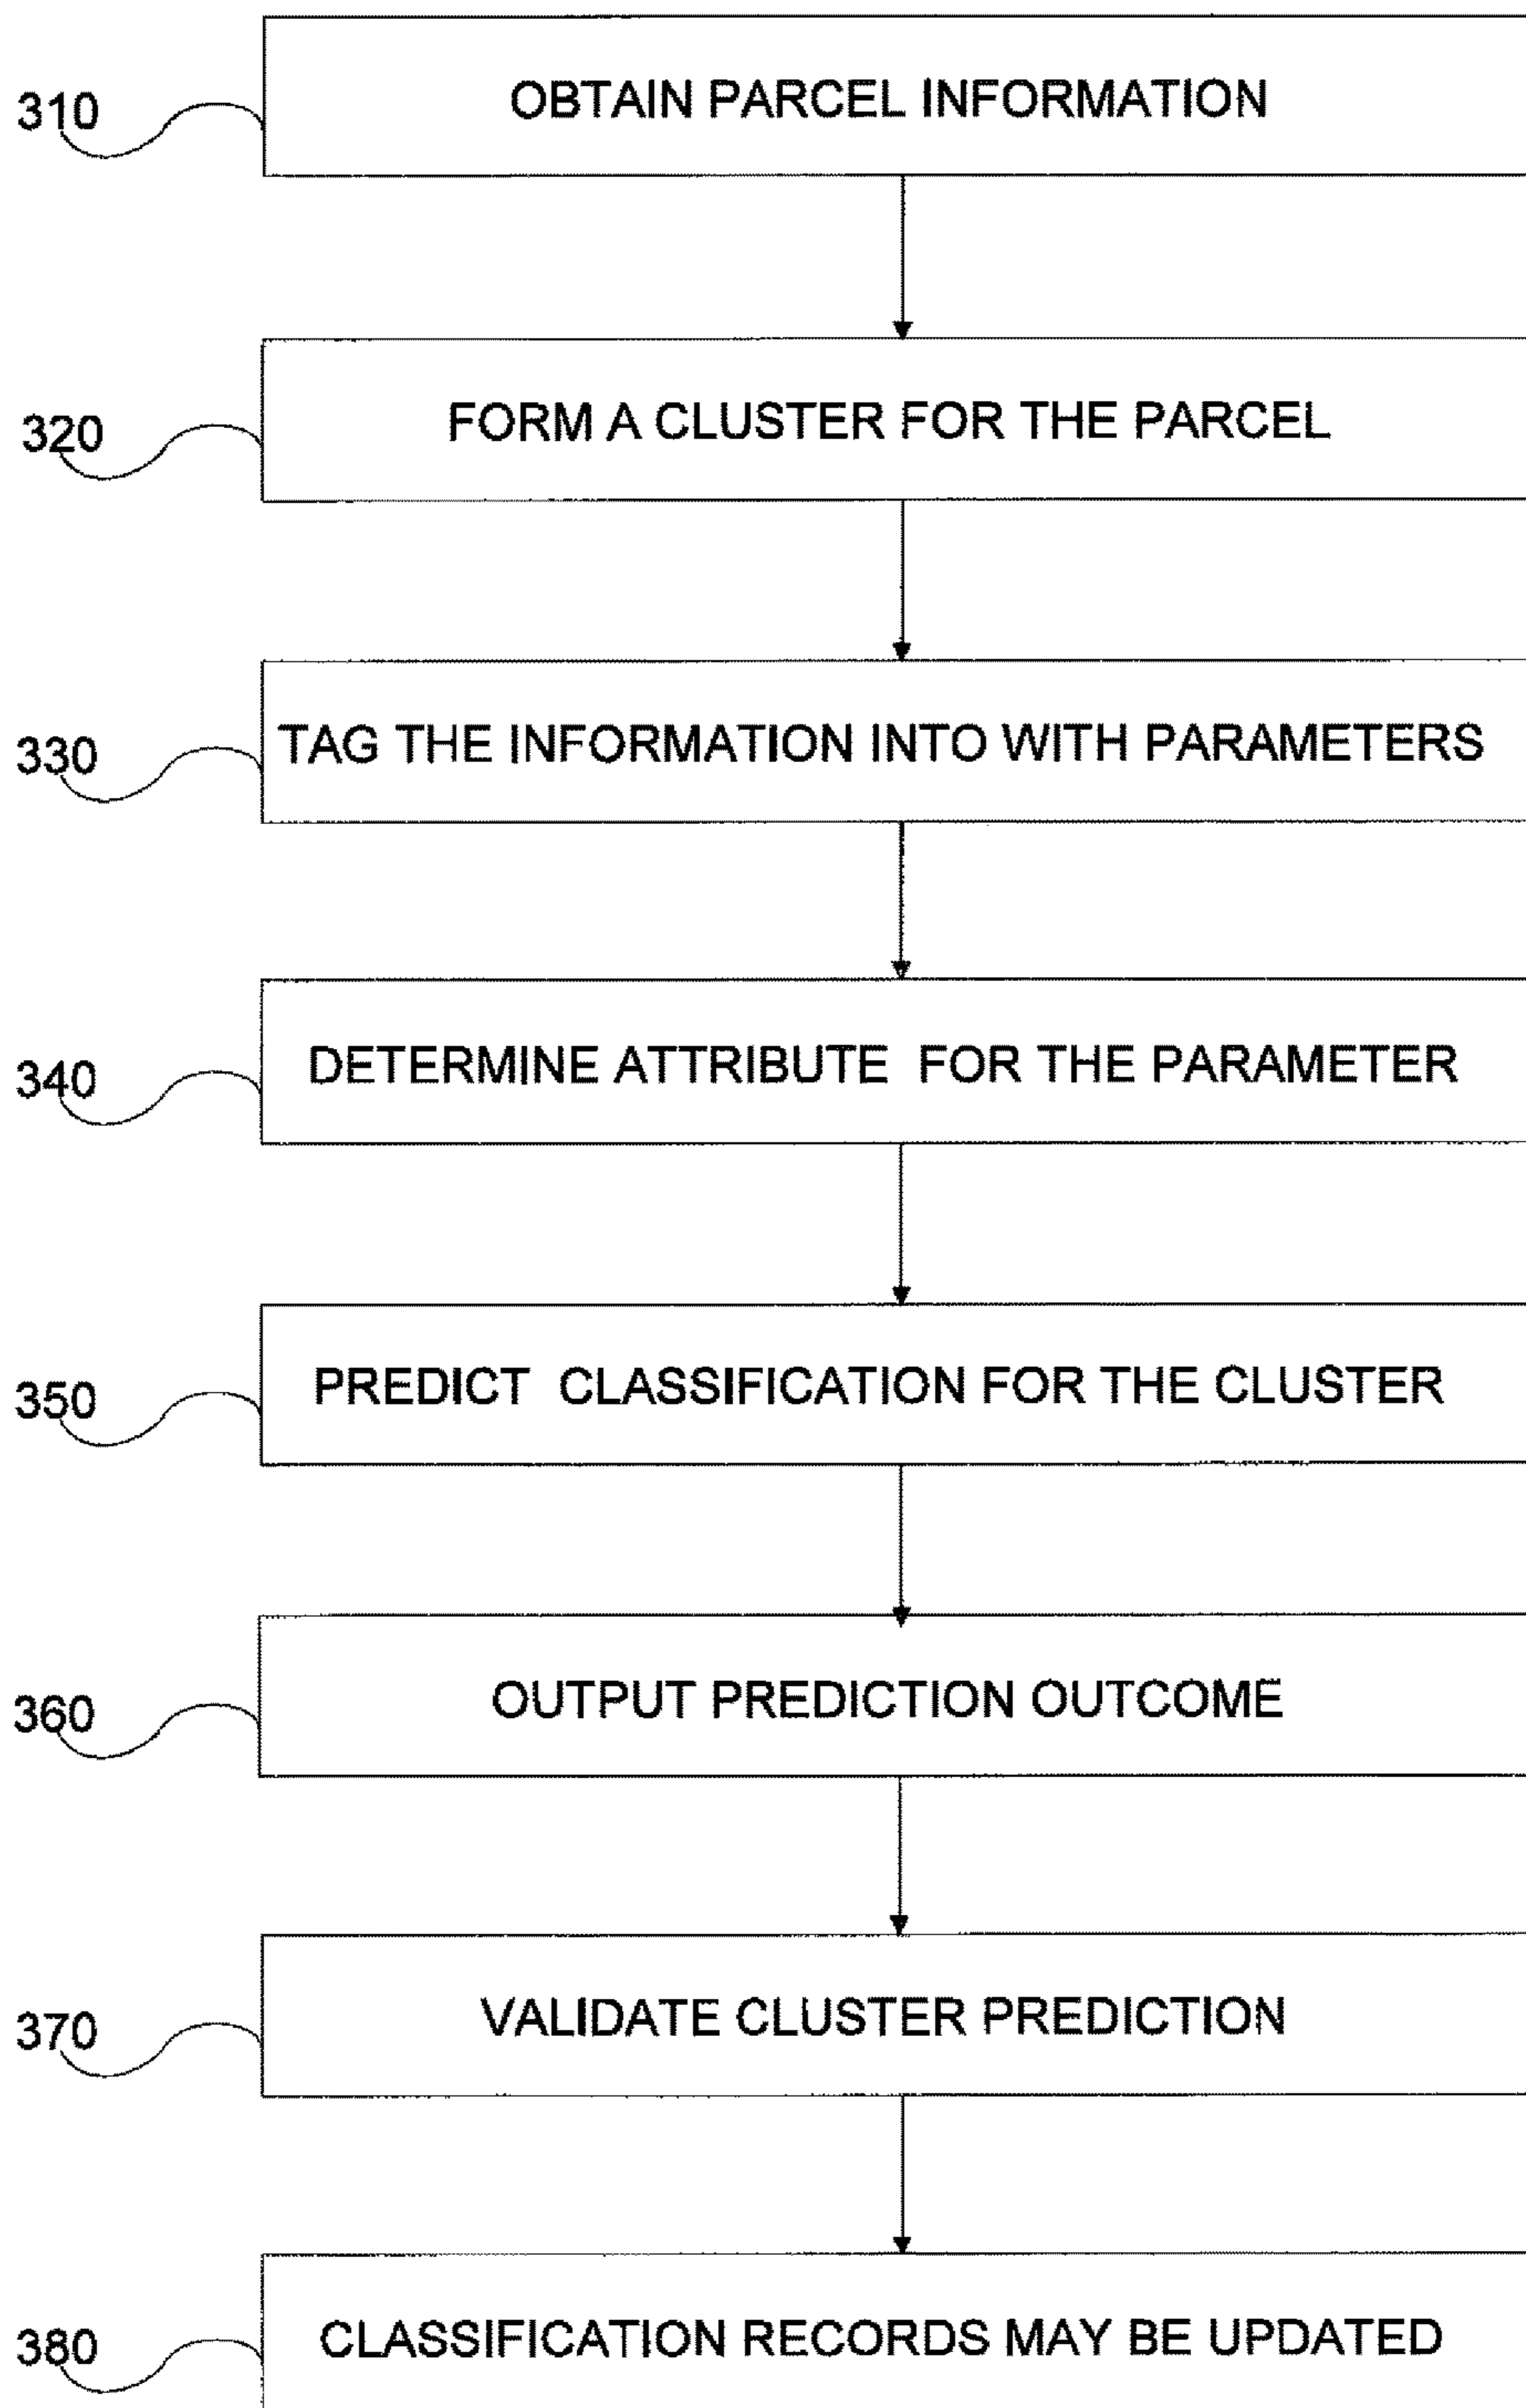 310 OBTAIN PARCEL INFORMATION
320 FORM A CLUSTER FOR THE PARCEL
330 TAG THE INFORMATION INTO WITH PARAMETERS
340 DETERMINE ATTRIBUTE FOR THE PARAMETER
350 PREDICT CLASSIFICATION FOR THE CLUSTER
360 OUTPUT PREDICTION OUTCOME
370 VALIDATE CLUSTER PREDICTION
380 CLASSIFICATION RECORDS MAY BE UPDATED